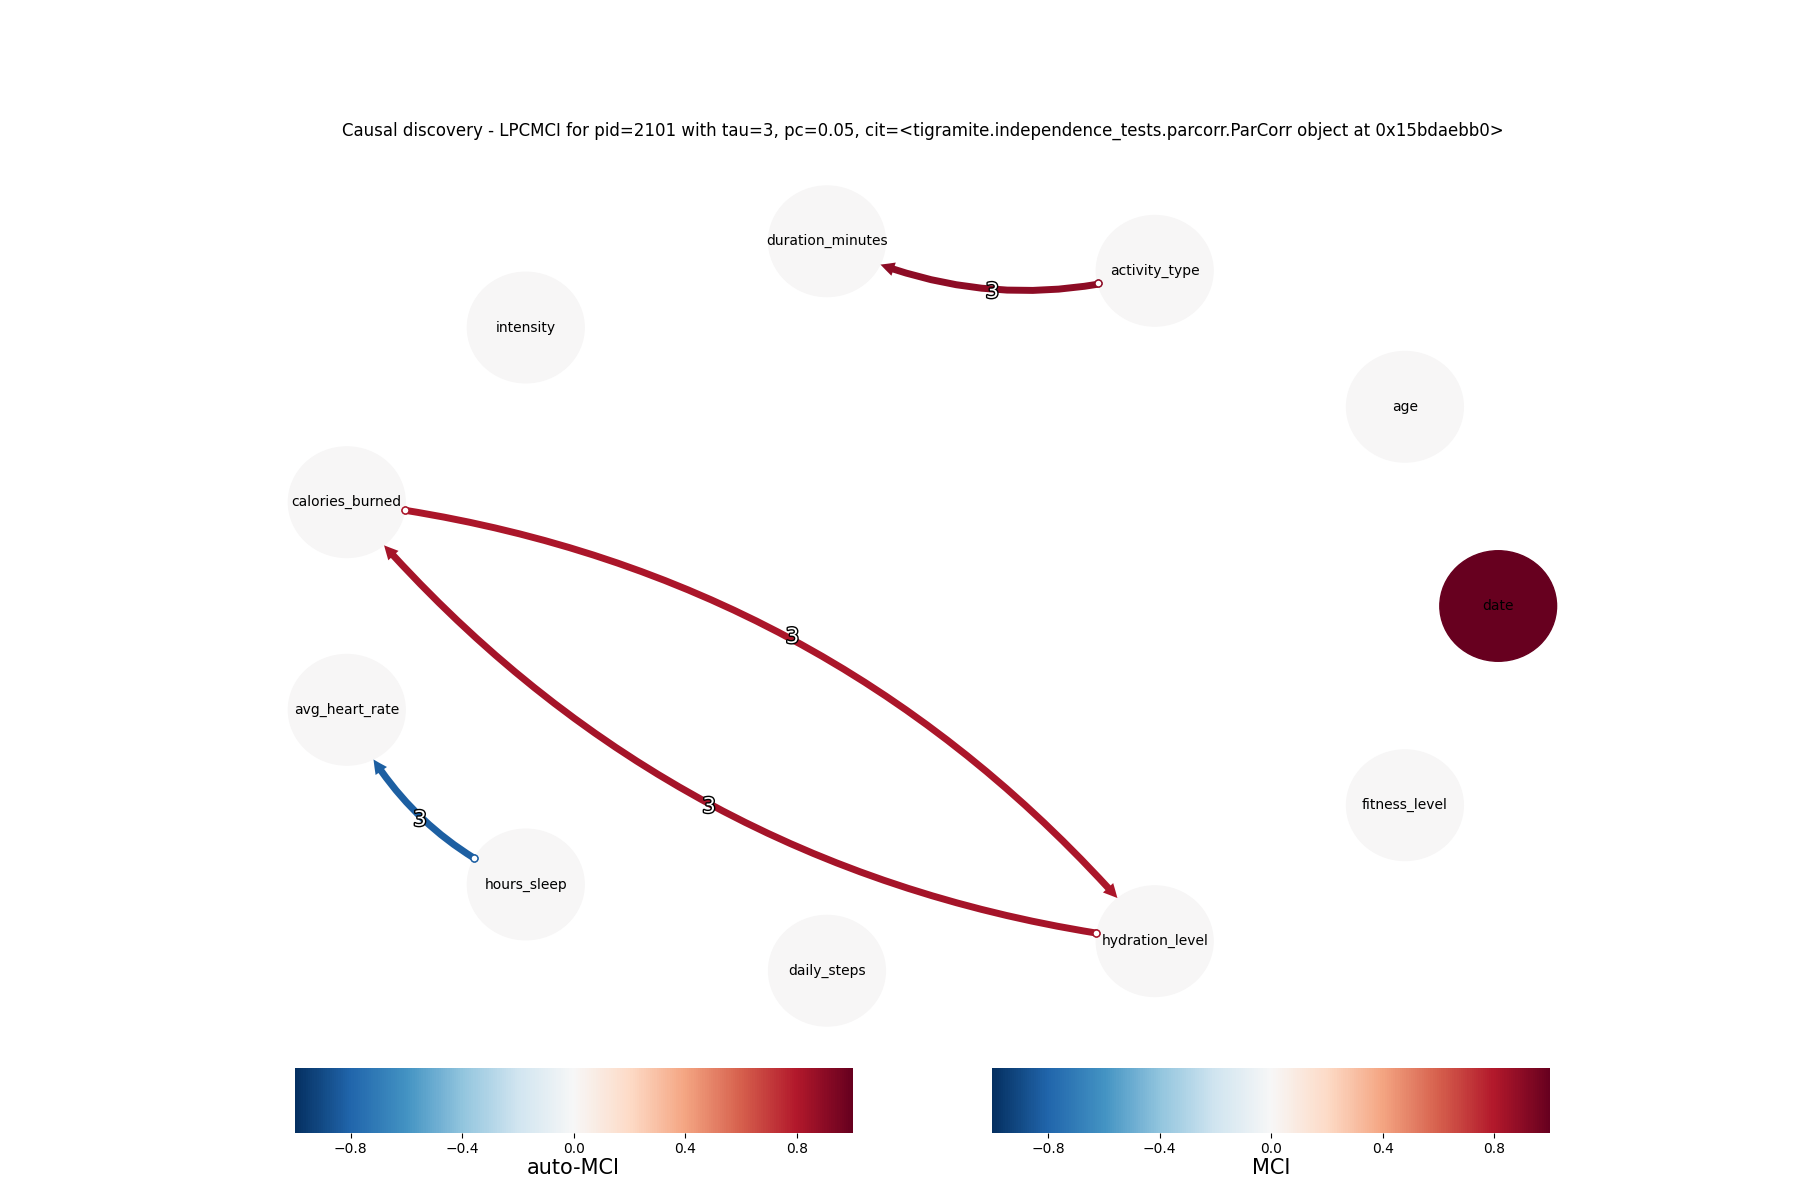 Causal discovery - LPCMCI for pid=2101 with tau=3, pc=0.05, cit=<tigramite.independence_tests.parcorr.ParCorr object at 0x15bdaebb0>
duration_minutes
activity_type
3
intensity
age
calories_burned
date
3
avg_heart_rate
3
fitness_level
3
hours_sleep
hydration_level
daily_steps
−0.8 −0.4 0.0 0.4 0.8
auto-MCI
−0.8 −0.4 0.0 0.4 0.8
MCI